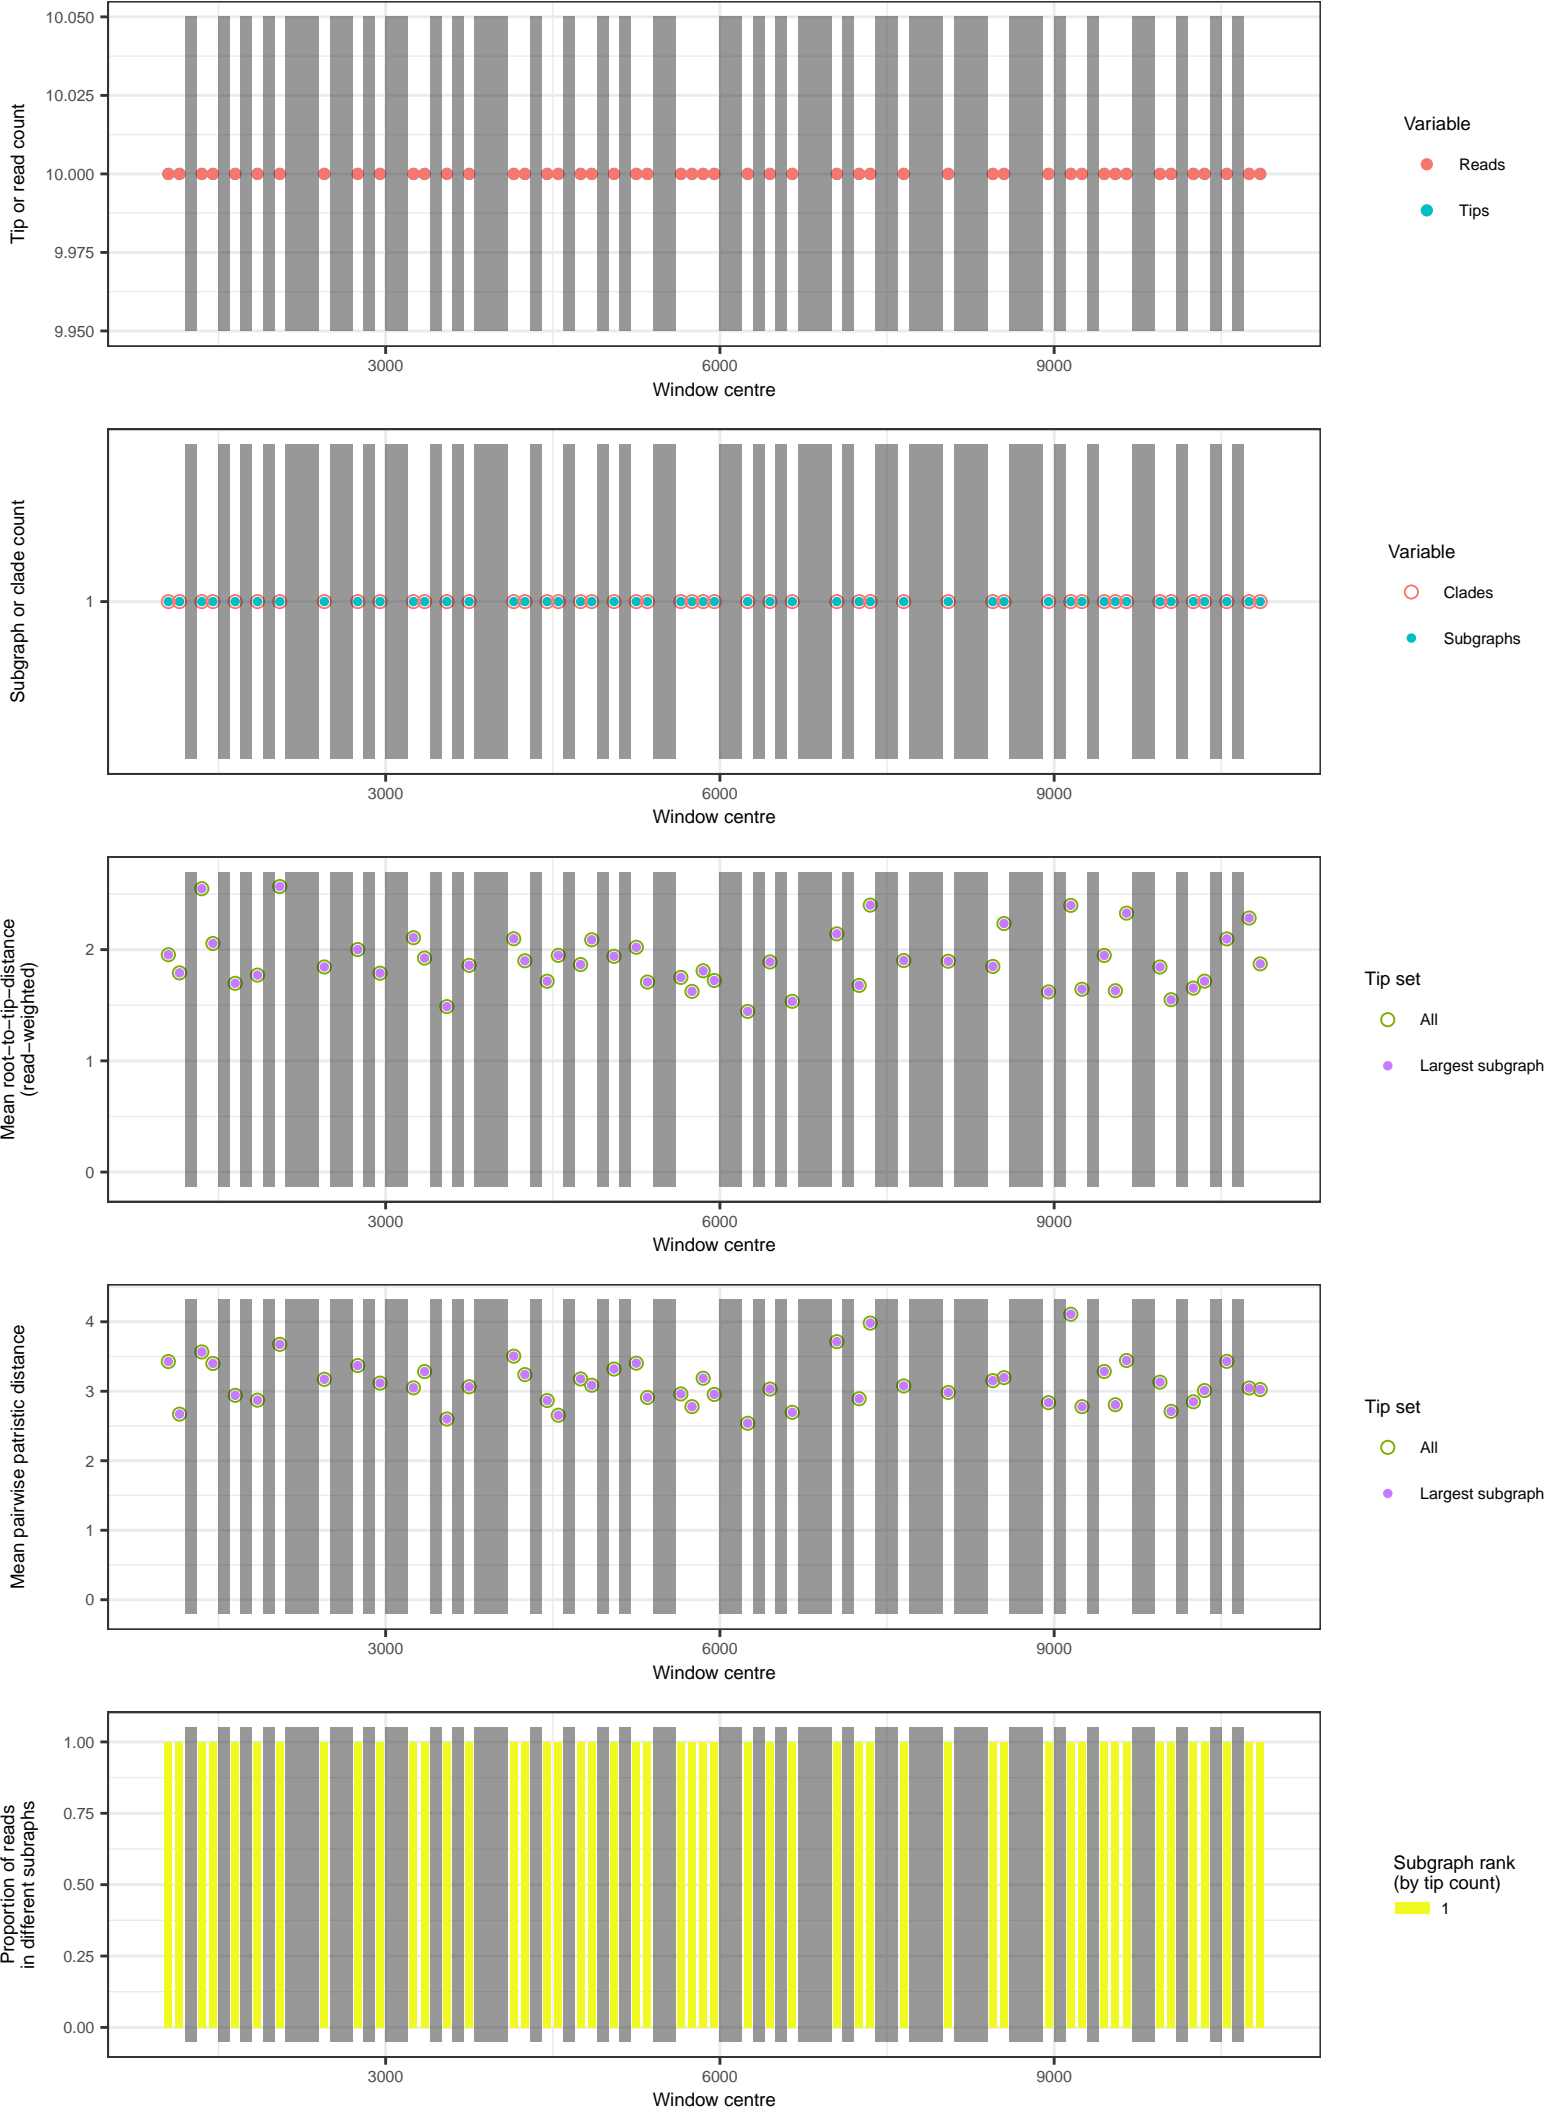 10.050
10.025
10.000
9.975
9.950
Tip or read count
3000
6000
9000
Window centre
Variable
Reads
Tips
1
Subgraph or clade count
3000
6000
9000
Window centre
Variable
Clades
Subgraphs
2
1
0
Mean root−to−tip−distance
(read−weighted)
3000
6000
9000
Window centre
Tip set
All
Largest subgraph
4
3
2
1
0
Mean pairwise patristic distance
3000
6000
9000
Window centre
Tip set
All
Largest subgraph
1.00
0.75
0.50
0.25
0.00
Proportion of reads
in different subraphs
3000
6000
9000
Window centre
Subgraph rank
(by tip count)
1